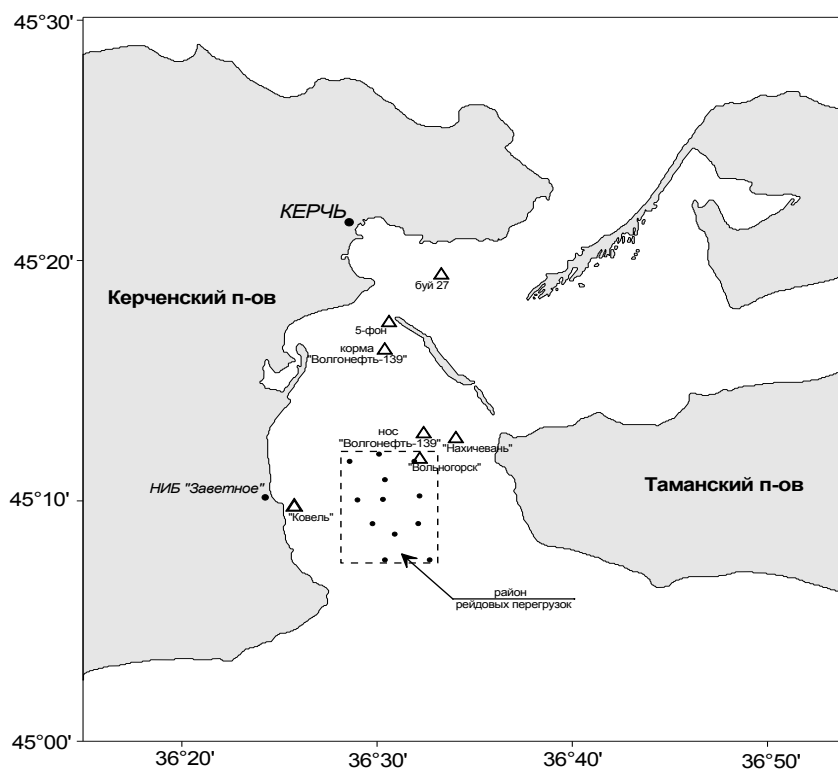 45°30'
КЕРЧЬ
45°20'
буй 27
Керченский п-ов
5-фон
корма
"Волгонефть-139"
нос
"Волгонефть-139"
"Нахичевань"
"Вольногорск"
Таманский п-ов
НИБ "Заветное"
45°10'
"Ковель"
район
рейдовых перегрузок
45°00'
36°20' 36°30' 36°40' 36°50'